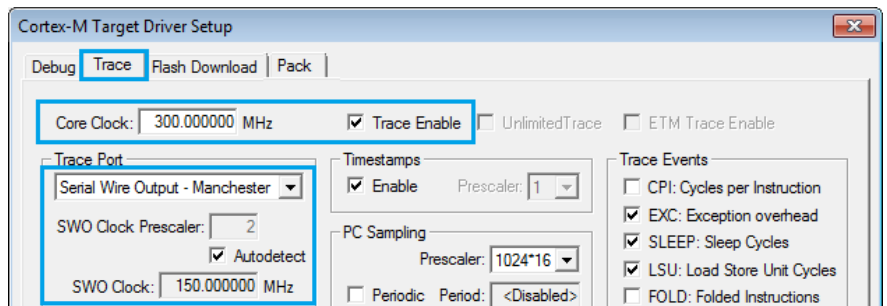 Cortex-M Target Driver Setup
Debug Trace Flash Download Pack
Core Clock: 300.000000 MHz Trace Enable UnlimitedTrace ETM Trace Enable
Trace Port Timestamps Trace Events
Serial Wire Output - Manchester Enable Prescaler: 1 CPI: Cycles per Instruction
SWO Clock Prescaler: 2 EXC: Exception overhead
PC Sampling SLEEP: Sleep Cycles
Autodetect Prescaler: 1024*16 LSU: Load Store Unit Cycles
SWO Clock: 150.000000 MHz Periodic Period: <Disabled> FOLD: Folded Instructions